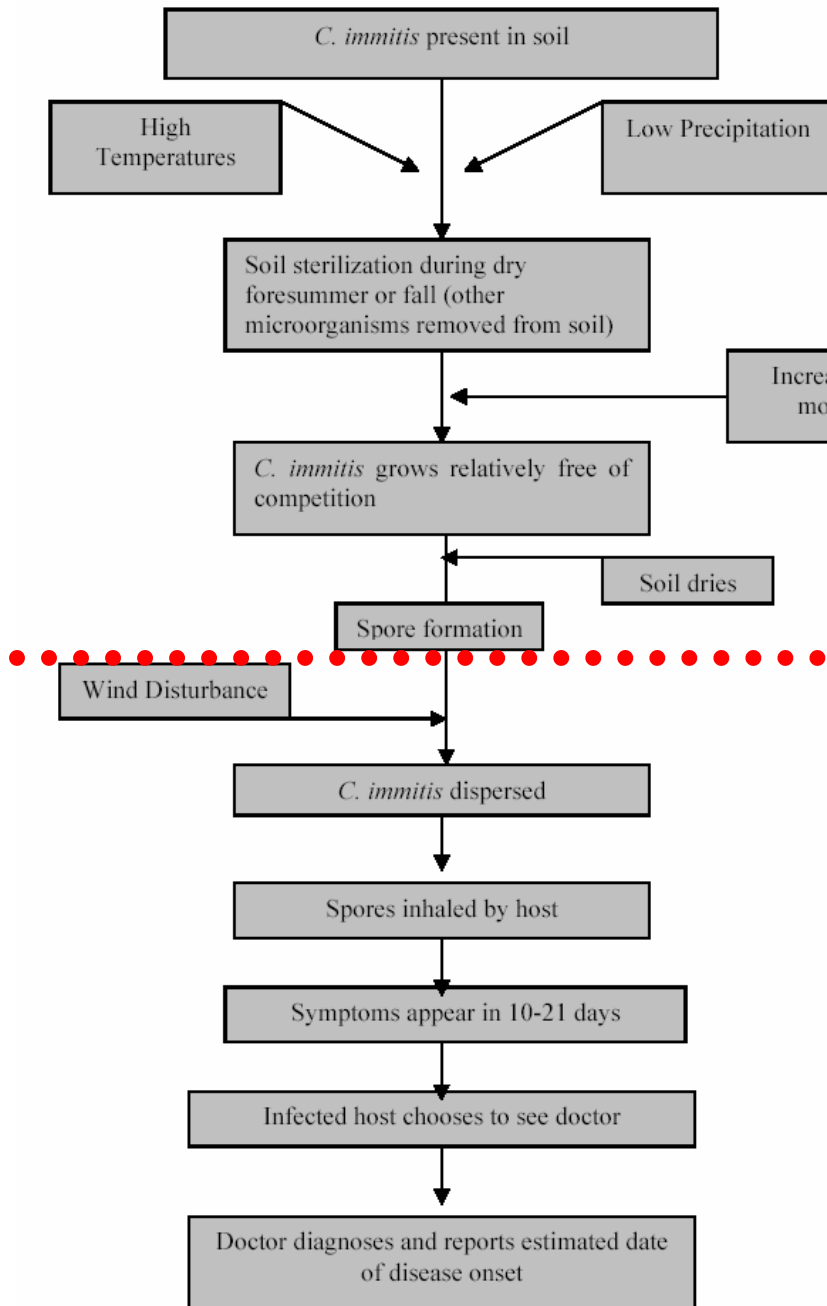 C. immitis present in soil
High
Temperatures
Low Precipitation
Soil sterilization during dry
foresummer or fall (other
microorganisms removed from soil)
C. immitis grows relatively free of
competition
Soil dries
Spore formation
Wind Disturbance
C. immitis dispersed
Spores inhaled by host
Symptoms appear in 10-21 days
Infected host chooses to see doctor
Doctor diagnoses and reports estimated date
of disease onset